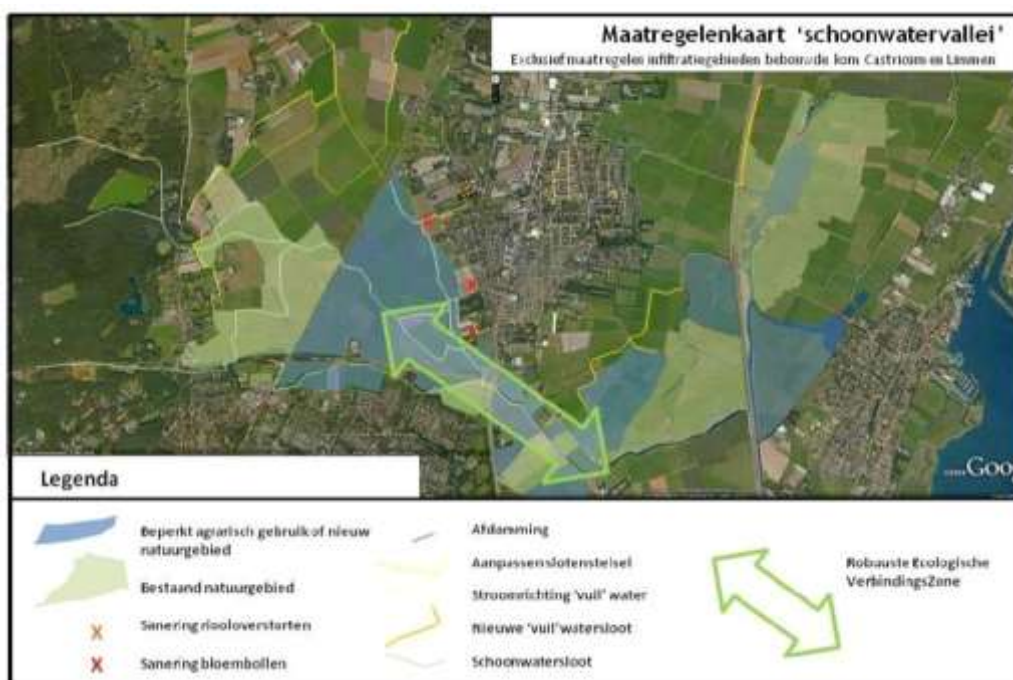 Maatregelenkaart ‘schoonwatervallei’
Exclusief maatregelen infiltratiegebieden bebouwde kom Castricum en Limmen
Goo
Legenda
Beperkt agrarisch gebruik of nieuw
natuurgebied
Bestaand natuurgebied
Sanering riooloverstorten
Sanering bloembollen
Afdamming
Aanpassen slotenstelsel
Stroomrichting ‘vuil’ water
Nieuwe ‘vuil’ watersloot
Schoonwatersloot
Robuuste Ecologische
VerbindingsZone